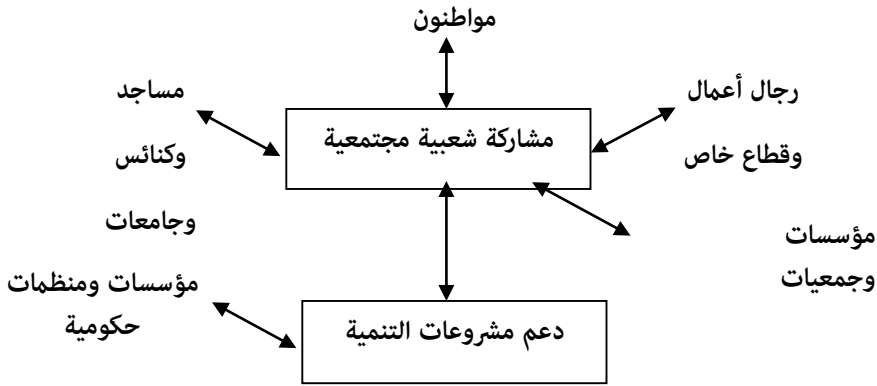 مواطنون
رجال أعمال
وقطاع خاص
مشاركة شعبية مجتمعية
مساجد
وكنائس
وجامعات
مؤسسات
وجمعيات
مؤسسات ومنظمات
حكومية
دعم مشروعات التنمية